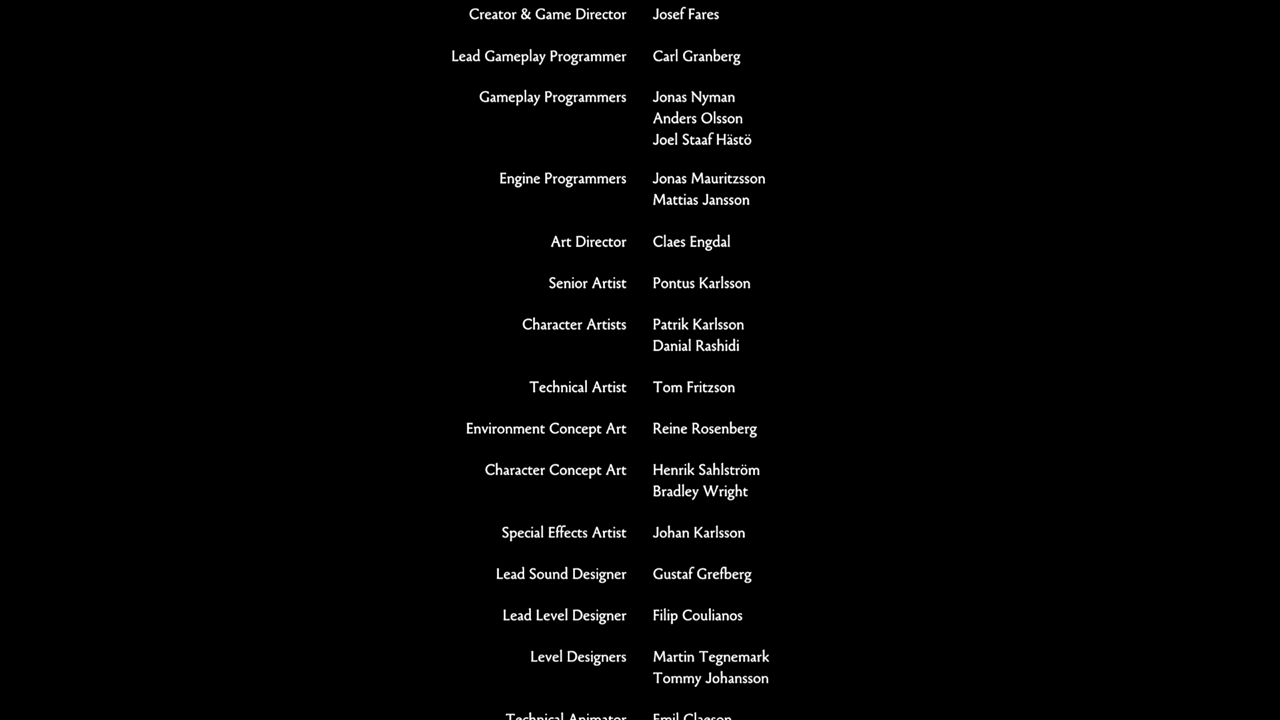 Creator & Game Director Josef Fares
Lead Gameplay Programmer Carl Granberg
Gameplay Programmers Jonas Nyman
Anders Olsson
Joel Staaf Hästö
Engine Programmers Jonas Mauritzsson
Mattias Jansson
Art Director Claes Engdal
Senior Artist Pontus Karlsson
Character Artists Patrik Karlsson
Danial Rashidi
Technical Artist Tom Fritzson
Environment Concept Art Reine Rosenberg
Character Concept Art Henrik Sahlström
Bradley Wright
Special Effects Artist Johan Karlsson
Lead Sound Designer Gustaf Grefberg
Lead Level Designer Filip Coulianos
Level Designers Martin Tegnemark
Tommy Johansson
Technical Animator Emil Claeson